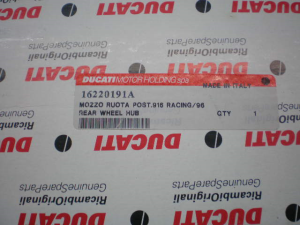 DUCATI MOTOR HOLDING spa
MADE IN ITALY
16220191A
MOZZO RUOTA POST.916 RACING/96
REAR WHEEL HUB
QTY 1
RicambiOriginali
GenuineSpareParts
DUCATI